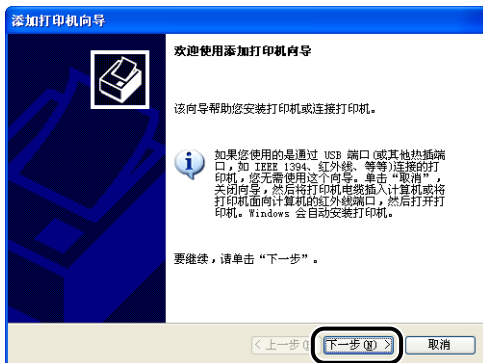 添加打印机向导
欢迎使用添加打印机向导
该向导帮助您安装打印机或连接打印机。
如果您使用的是通过 USB 端口(或其他热插端
口，如 IEEE 1394、红外线、等等)连接的打
印机，您无需使用这个向导。单击“取消”，
关闭向导，然后将打印机电缆插入计算机或将
打印机面向计算机的红外线端口，然后打开打
印机。Windows 会自动安装打印机。
要继续，请单击“下一步”。
<上一步 下一步(N) > 取消